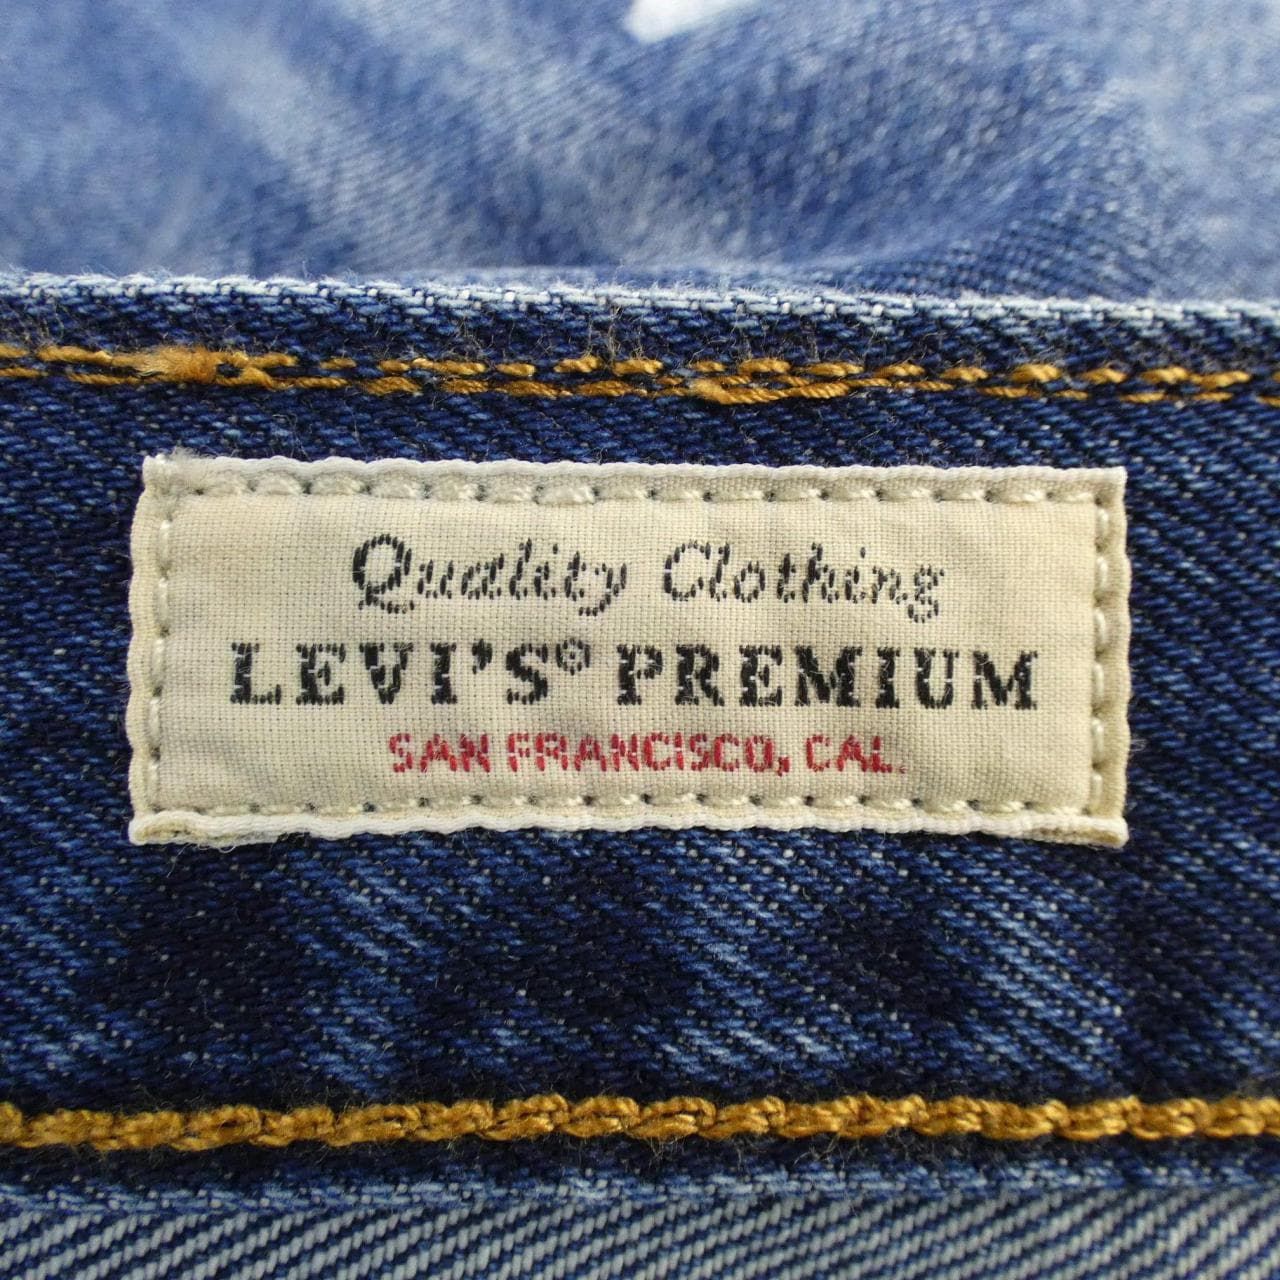 Quality Clothing
LEVI'S® PREMIUM
SAN FRANCISCO, CAL.